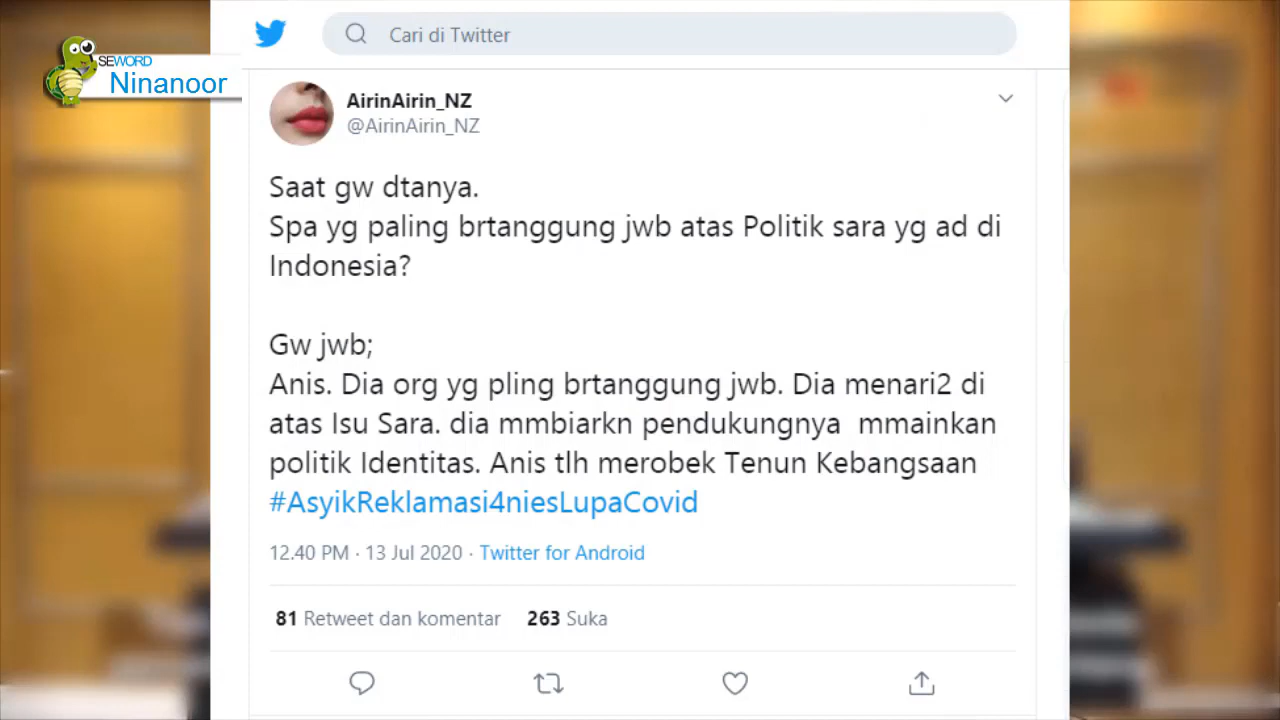 SEWORD
Ninanoor
Cari di Twitter
AirinAirin_NZ
@AirinAirin_NZ
Saat gw dtanya.
Spa yg paling brtanggung jwb atas Politik sara yg ad di
Indonesia?
Gw jwb;
Anis. Dia org yg pling brtanggung jwb. Dia menari2 di
atas Isu Sara. dia mmbiarkn pendukungnya  mmainkan
politik Identitas. Anis tlh merobek Tenun Kebangsaan
#AsyikReklamasi4niesLupaCovid
12.40 PM · 13 Jul 2020 · Twitter for Android
81 Retweet dan komentar 263 Suka